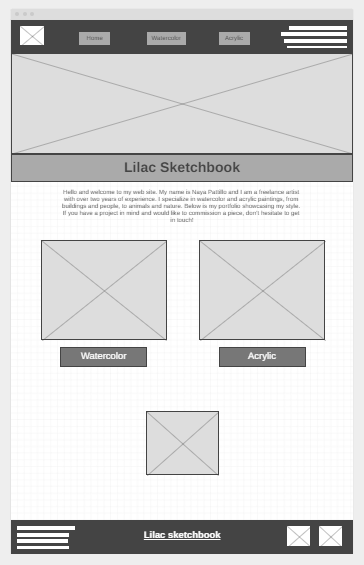 Home Watercolor Acrylic
Lilac Sketchbook
Hello and welcome to my web site. My name is Naya Patillo and I am a freelance artist
with over two years of experience. I specialize in watercolor and acrylic paintings, from
buildings and people, to animals and nature. Below is my portfolio showcasing my style.
If you have a project in mind and would like to commission a piece, don't hesitate to get
in touch!
Watercolor Acrylic
Lilac sketchbook